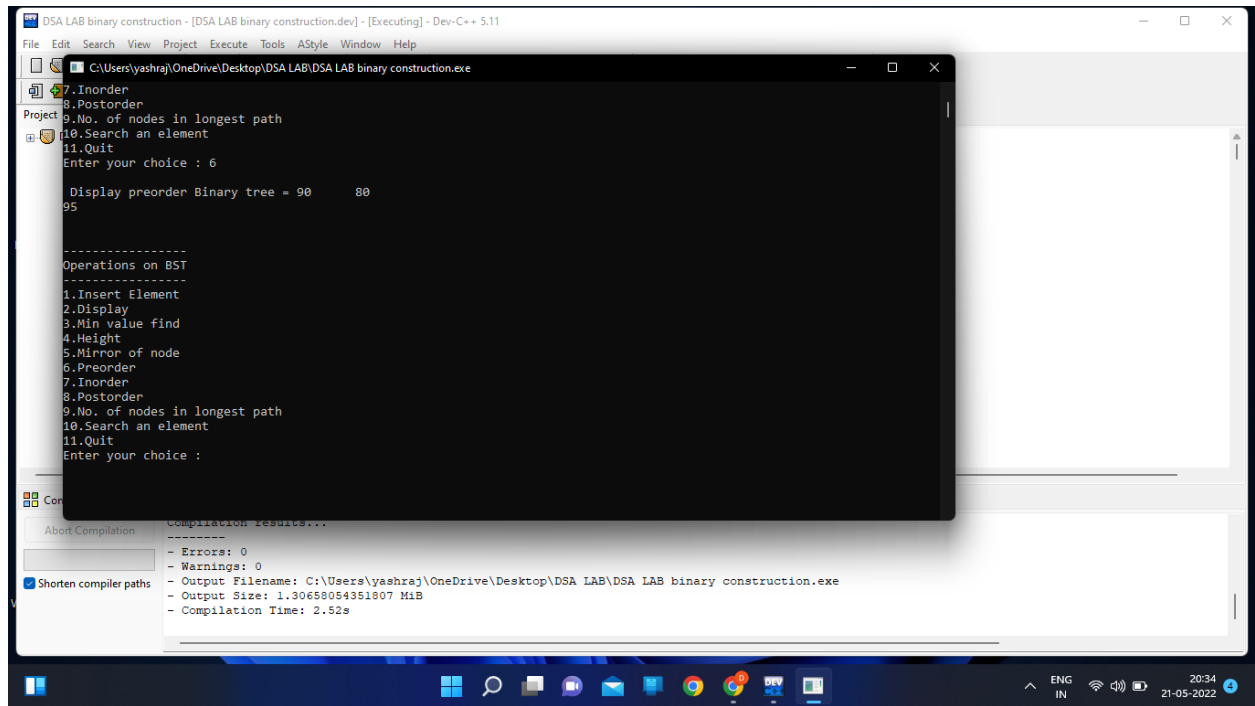 DSA LAB binary construction - [DSA LAB binary construction.dev] - [Executing] - Dev-C++ 5.11
File Edit Search View Project Execute Tools AStyle Window Help
C:\Users\yashraj\OneDrive\Desktop\DSA LAB\DSA LAB binary construction.exe
Project
7.Inorder
8.Postorder
9.No. of nodes in longest path
10.Search an element
11.Quit
Enter your choice : 6
Display preorder Binary tree = 90 80
95
-----------------
Operations on BST
-----------------
1.Insert Element
2.Display
3.Min value find
4.Height
5.Mirror of node
6.Preorder
7.Inorder
8.Postorder
9.No. of nodes in longest path
10.Search an element
11.Quit
Enter your choice :
Abort Compilation
Shorten compiler paths
Compilation results...
--------
- Errors: 0
- Warnings: 0
- Output Filename: C:\Users\yashraj\OneDrive\Desktop\DSA LAB\DSA LAB binary construction.exe
- Output Size: 1.30658054351807 MiB
- Compilation Time: 2.52s
DEV
ENG
IN
20:34
21-05-2022
4